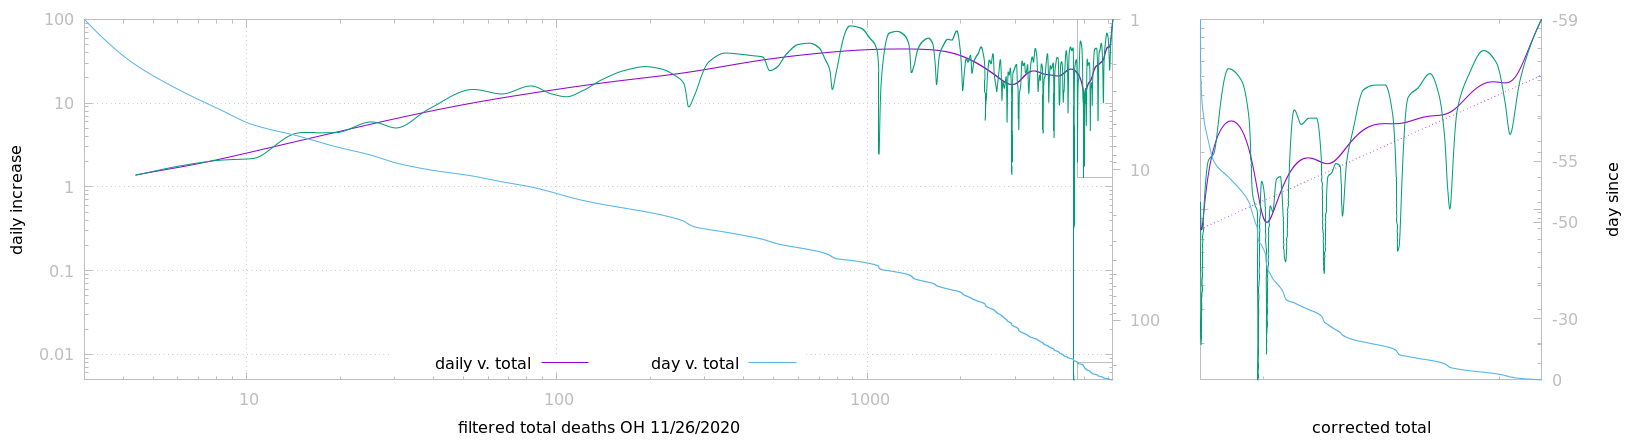 100
10
1
0.1
0.01
daily increase
10
100
1000
filtered total deaths OH 11/26/2020
daily v. total
day v. total
1
10
100
-59
-55
-50
-30
0
day since
corrected total